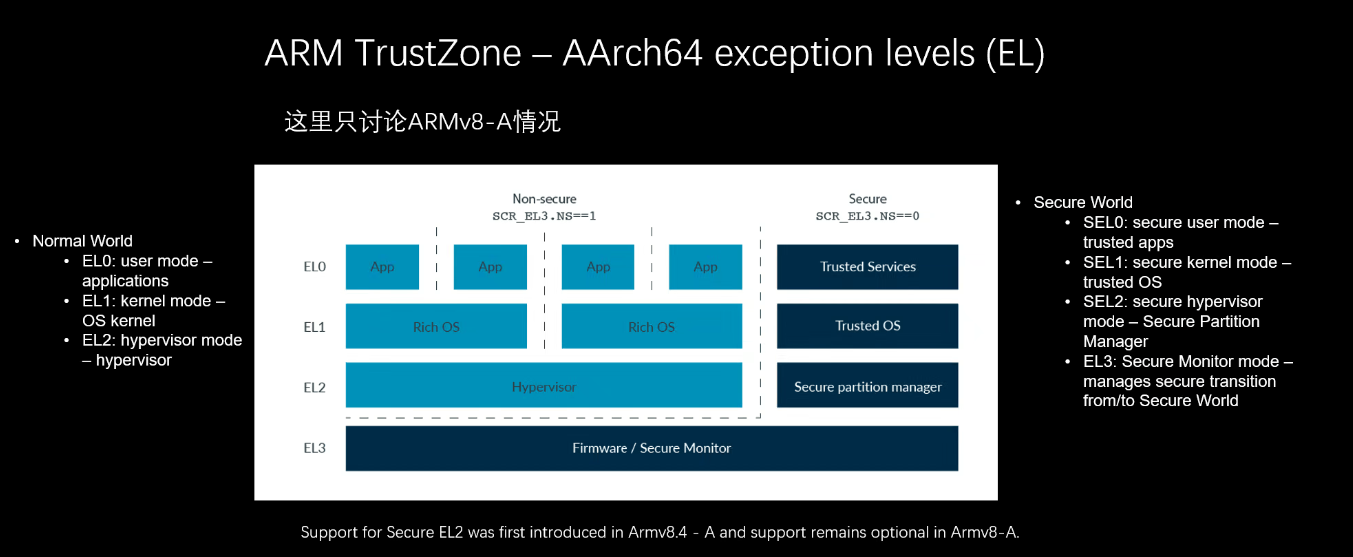 ARM TrustZone – AArch64 exception levels (EL)
这里只讨论ARMv8-A情况
• Normal World
• EL0: user mode –
applications
• EL1: kernel mode –
OS kernel
• EL2: hypervisor mode
– hypervisor
Non-secure
SCR_EL3.NS==1
Secure
SCR_EL3.NS==0
EL0
App
App
App
App
Trusted Services
EL1
Rich OS
Rich OS
Trusted OS
EL2
Hypervisor
Secure partition manager
EL3
Firmware / Secure Monitor
• Secure World
• SEL0: secure user mode –
trusted apps
• SEL1: secure kernel mode –
trusted OS
• SEL2: secure hypervisor
mode – Secure Partition
Manager
• EL3: Secure Monitor mode –
manages secure transition
from/to Secure World
Support for Secure EL2 was first introduced in Armv8.4 - A and support remains optional in Armv8-A.